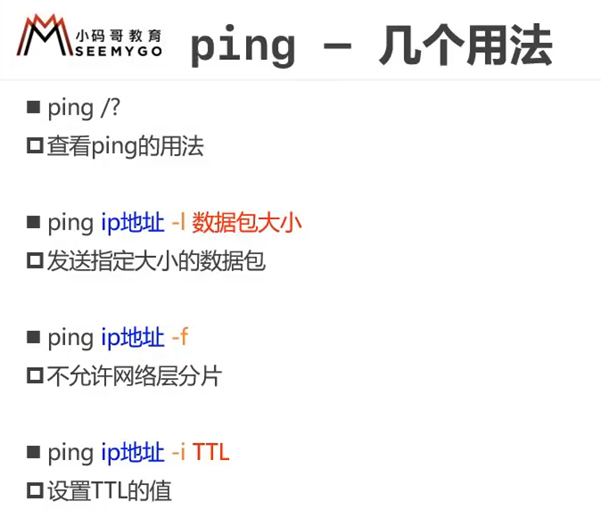 小码哥教育
SEEMYGO
ping – 几个用法
ping /?
查看ping的用法
ping ip地址 -l 数据包大小
发送指定大小的数据包
ping ip地址 -f
不允许网络层分片
ping ip地址 -i TTL
设置TTL的值